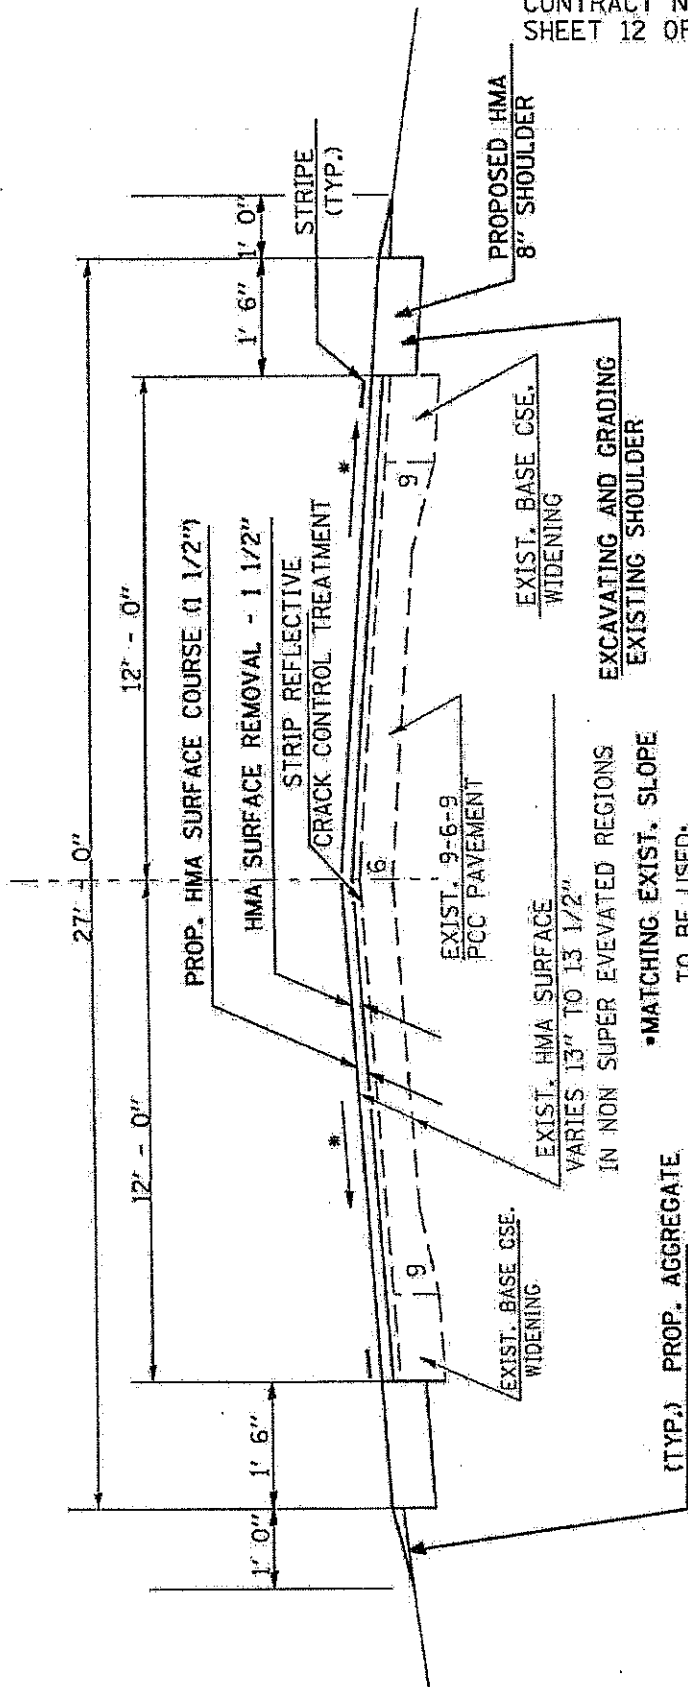 CONTRACT N
SHEET 12 OF
27' - 0"
12' - 0"
12' - 0"
1' 0"
1' 6"
1' 6"
1' 0"
PROP. HMA SURFACE COURSE (1 1/2")
HMA SURFACE REMOVAL - 1 1/2"
STRIP REFLECTIVE
CRACK CONTROL TREATMENT
STRIPE
(TYP.)
*
*
9
6
9
EXIST. BASE CSE.
WIDENING
EXIST. HMA SURFACE
VARIES 13" TO 13 1/2"
IN NON SUPER EVEVATED REGIONS
EXIST. 9-6-9
PCC PAVEMENT
EXIST. BASE CSE.
WIDENING
PROPOSED HMA
8" SHOULDER
EXCAVATING AND GRADING
EXISTING SHOULDER
*MATCHING EXIST. SLOPE
TO BE USED.
(TYP.) PROP. AGGREGATE